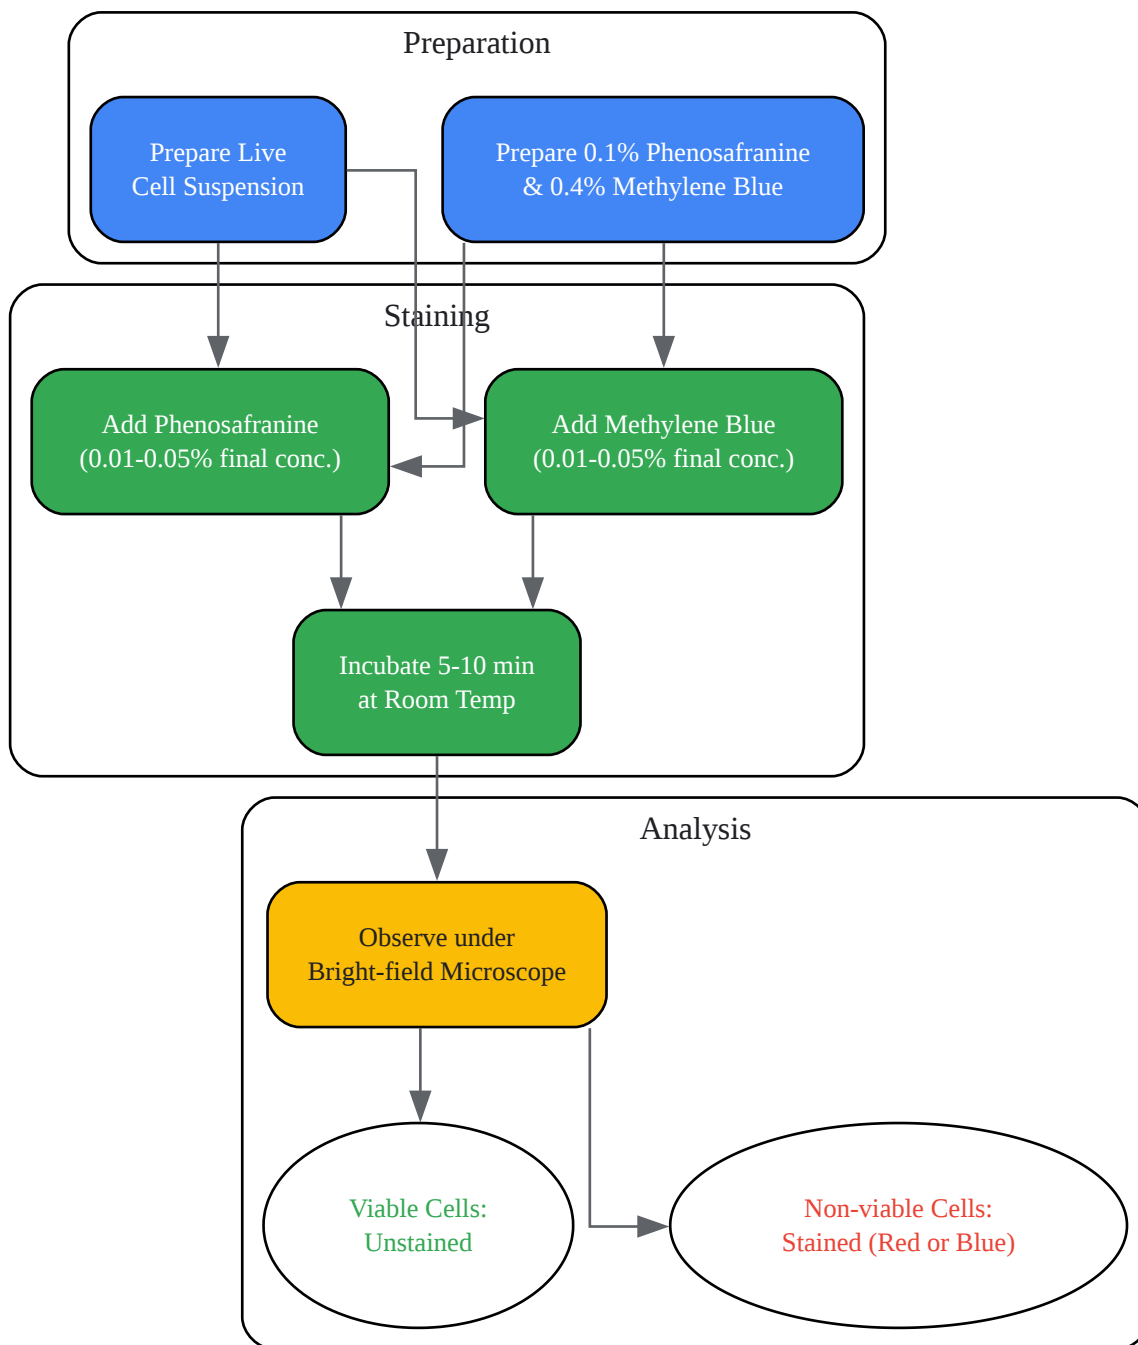 Preparation
Prepare Live
Cell Suspension
Prepare 0.1% Phenosafranine
& 0.4% Methylene Blue
Staining
Add Phenosafranine
(0.01-0.05% final conc.)
Add Methylene Blue
(0.01-0.05% final conc.)
Incubate 5-10 min
at Room Temp
Analysis
Observe under
Bright-field Microscope
Viable Cells:
Unstained
Non-viable Cells:
Stained (Red or Blue)